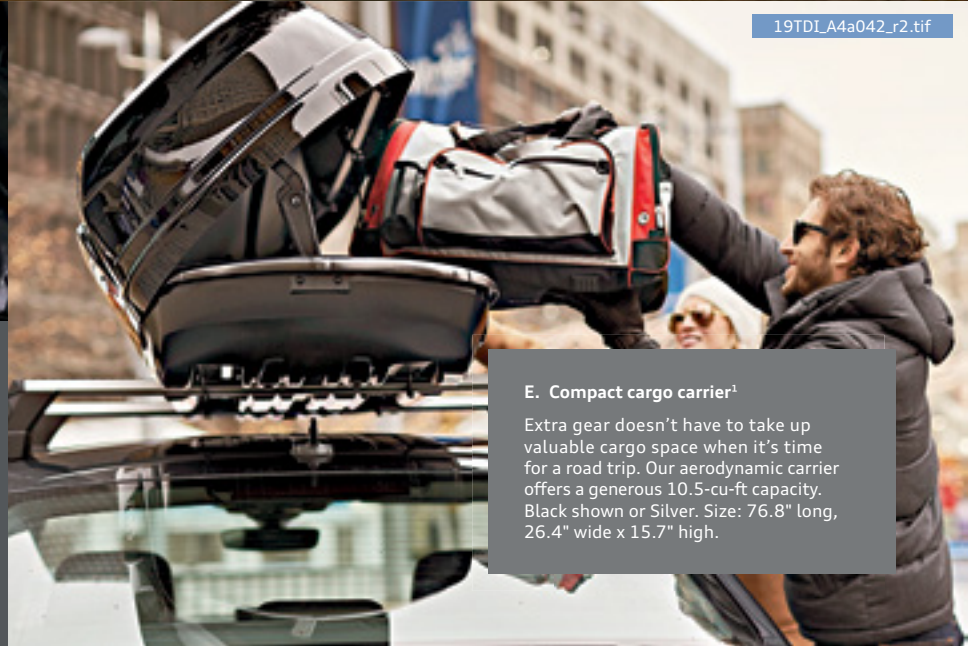 19TDI_A4a042_r2.tif
E. Compact cargo carrier¹
Extra gear doesn’t have to take up
valuable cargo space when it’s time
for a road trip. Our aerodynamic carrier
offers a generous 10.5-cu-ft capacity.
Black shown or Silver. Size: 76.8" long,
26.4" wide x 15.7" high.